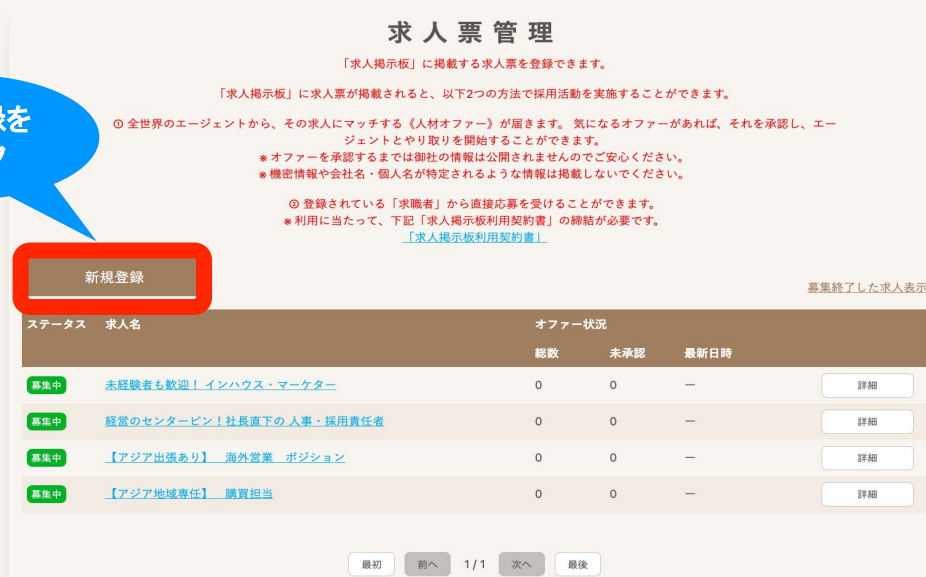 求人票管理
「求人掲示板」に掲載する求人票を登録できます。
「求人掲示板」に求人票が掲載されると、以下2つの方法で採用活動を実施することができます。
① 全世界のエージェントから、その求人にマッチする《人材オファー》が届きます。 気になるオファーがあれば、それを承認し、エー
ジェントとやり取りを開始することができます。
※オファーを承認するまでは御社の情報は公開されませんのでご安心ください。
※機密情報や会社名・個人名が特定されるような情報は掲載しないでください。
② 登録されている「求職者」から直接応募を受けることができます。
※利用に当たって、下記「求人掲示板利用契約書」の締結が必要です。
「求人掲示板利用契約書」
を
新規登録
募集終了した求人表示
ステータス 求人名 オファー状況
総数 未承認 最新日時
募集中 未経験者も歓迎! インハウス・マーケター 0 0 — 詳細
募集中 経営のセンターピン!社長直下の 人事・採用責任者 0 0 — 詳細
募集中 【アジア出張あり】 海外営業 ポジション 0 0 — 詳細
募集中 【アジア地域専任】 購買担当 0 0 — 詳細
最初 前へ 1/1 次へ 最後